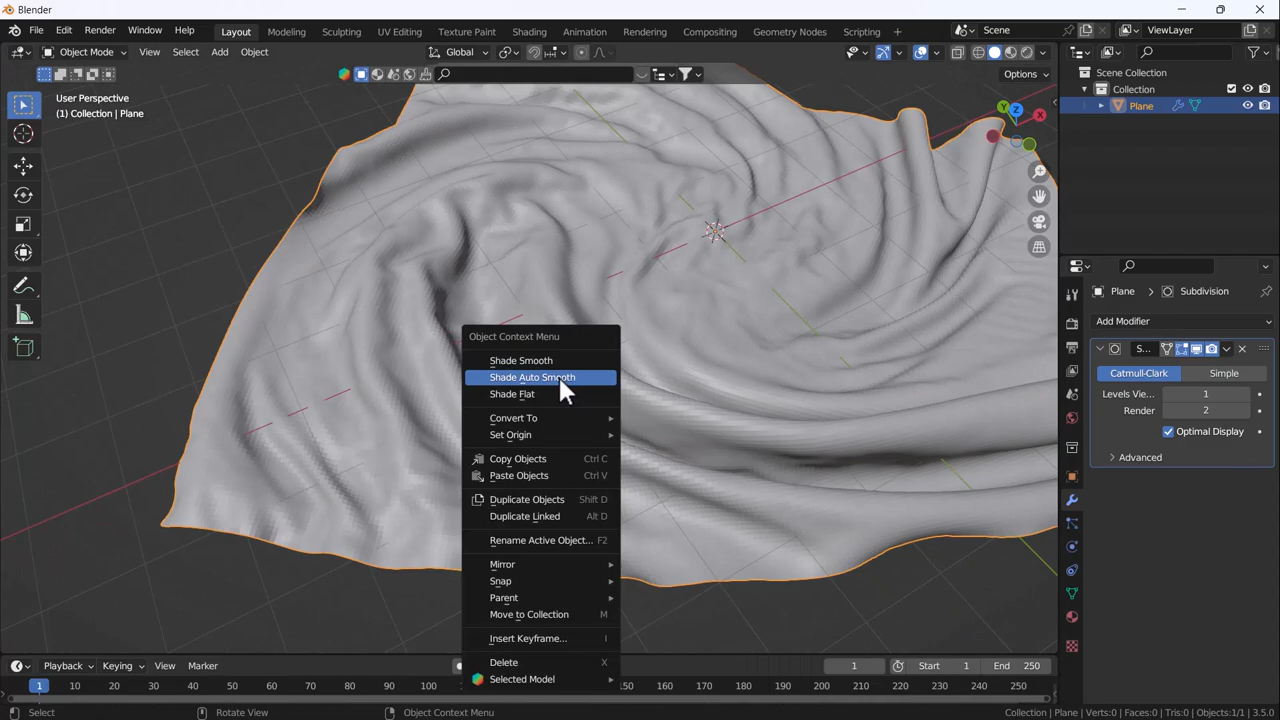 Blender
File Edit Render Window Help Layout Modeling Sculpting UV Editing Texture Paint Shading Animation Rendering Compositing Geometry Nodes Scripting + Scene ViewLayer
Object Mode View Select Add Object Global
Options
User Perspective
(1) Collection | Plane
Z
X
Y
Scene Collection
Collection
Plane
Plane > Subdivision
Add Modifier
S...
Catmull-Clark Simple
Levels Vie... 1
Render 2
Optimal Display
Advanced
Object Context Menu
Shade Smooth
Shade Auto Smooth
Shade Flat
Convert To
Set Origin
Copy Objects Ctrl C
Paste Objects Ctrl V
Duplicate Objects Shift D
Duplicate Linked Alt D
Rename Active Object... F2
Mirror
Snap
Parent
Move to Collection M
Insert Keyframe... I
Delete X
Selected Model
Playback Keying View Marker 1 Start 1 End 250
1 10 20 30 40 50 60 70 80 90 100 150 160 170 180 190 200 210 220 230 240 250
Select Rotate View Object Context Menu Collection | Plane | Verts:0 | Faces:0 | Tris:0 | Objects:1/1 | 3.5.0